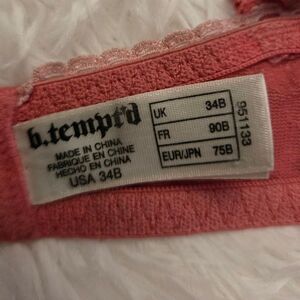 b.tempt'd
MADE IN CHINA
FABRIQUE EN CHINE
HECHO EN CHINA
USA 34B
UK 34B
FR 90B
EUR/JPN 75B
951133